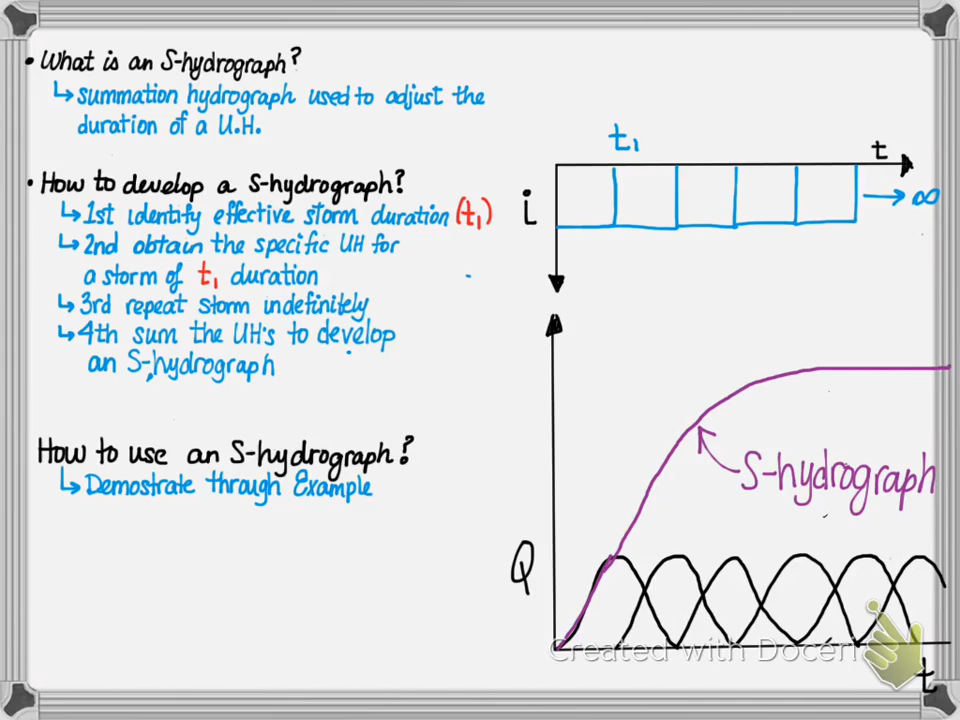 • What is an S-hydrograph?
↳ summation hydrograph used to adjust the
duration of a U.H.
• How to develop a S-hydrograph?
↳ 1st identify effective storm duration (t₁)
↳ 2nd obtain the specific UH for
a storm of t₁ duration
↳ 3rd repeat storm indefinitely
↳ 4th sum the UH's to develop
an S-hydrograph
How to use an S-hydrograph?
↳ Demostrate through Example
t₁
t
i
→ ∞
S-hydrograph
Q
Created with Doceri
t